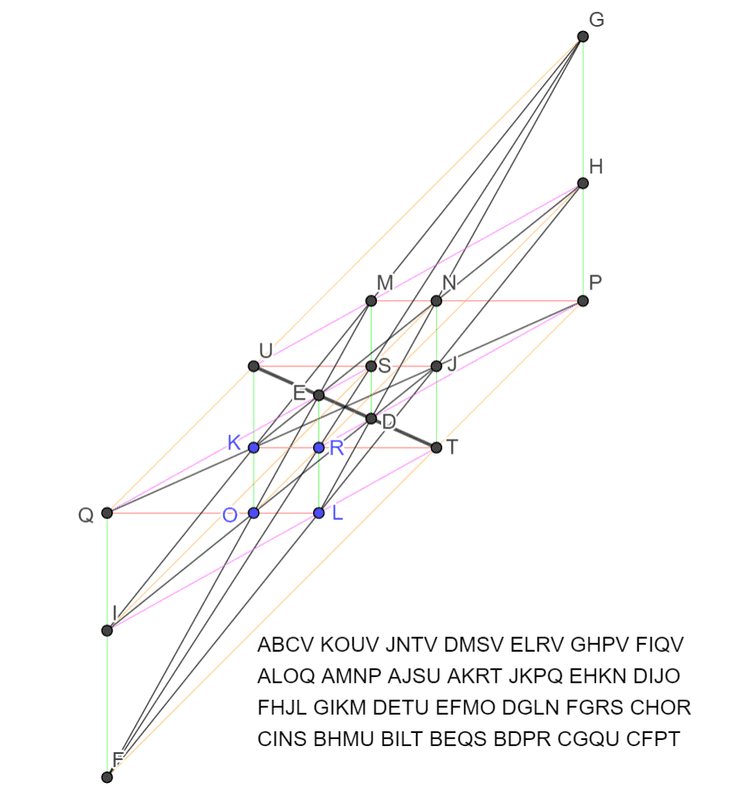 G
H
M N P
U S J
E
D
K R T
Q O L
I
ABCV KOUV JNTV DMSV ELRV GHPV FIQV
ALOQ AMNP AJSU AKRT JKPQ EHKN DIJO
FHJL GIKM DETU EFMO DGLN FGRS CHOR
CINS BHMU BILT BEQS BDPR CGQU CFPT
F